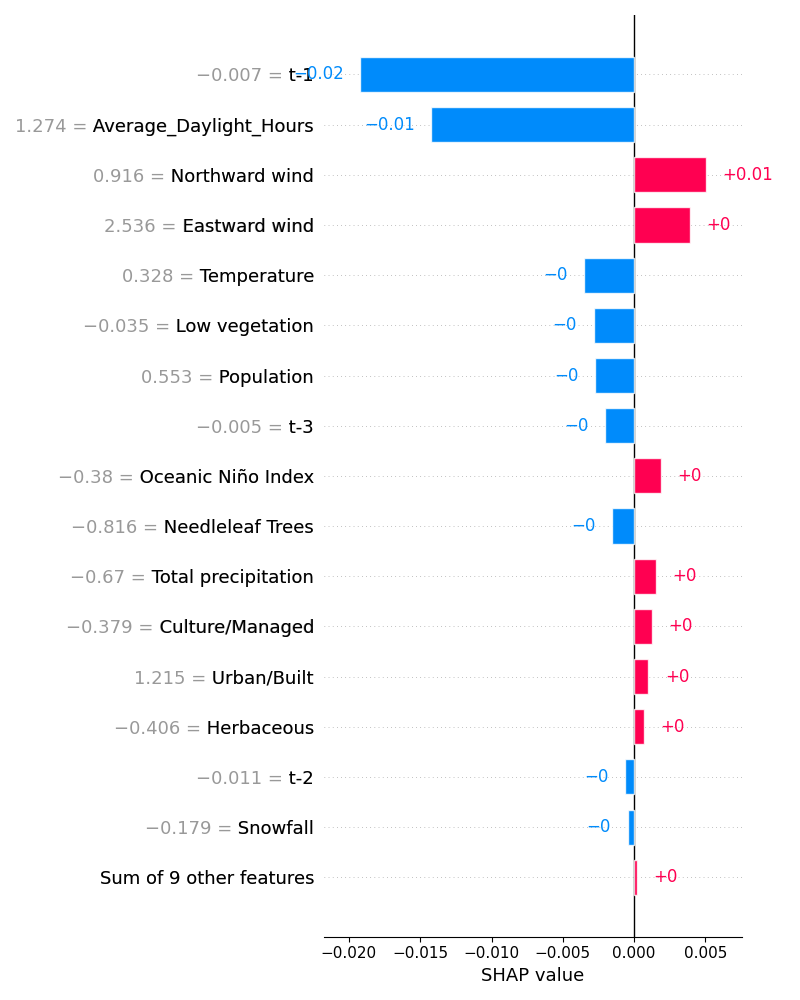 −0.007 = t-1 −0.02
1.274 = Average_Daylight_Hours −0.01
0.916 = Northward wind +0.01
2.536 = Eastward wind +0
0.328 = Temperature −0
−0.035 = Low vegetation −0
0.553 = Population −0
−0.005 = t-3 −0
−0.38 = Oceanic Niño Index +0
−0.816 = Needleleaf Trees −0
−0.67 = Total precipitation +0
−0.379 = Culture/Managed +0
1.215 = Urban/Built +0
−0.406 = Herbaceous +0
−0.011 = t-2 −0
−0.179 = Snowfall −0
Sum of 9 other features +0
−0.020 −0.015 −0.010 −0.005 0.000 0.005
SHAP value